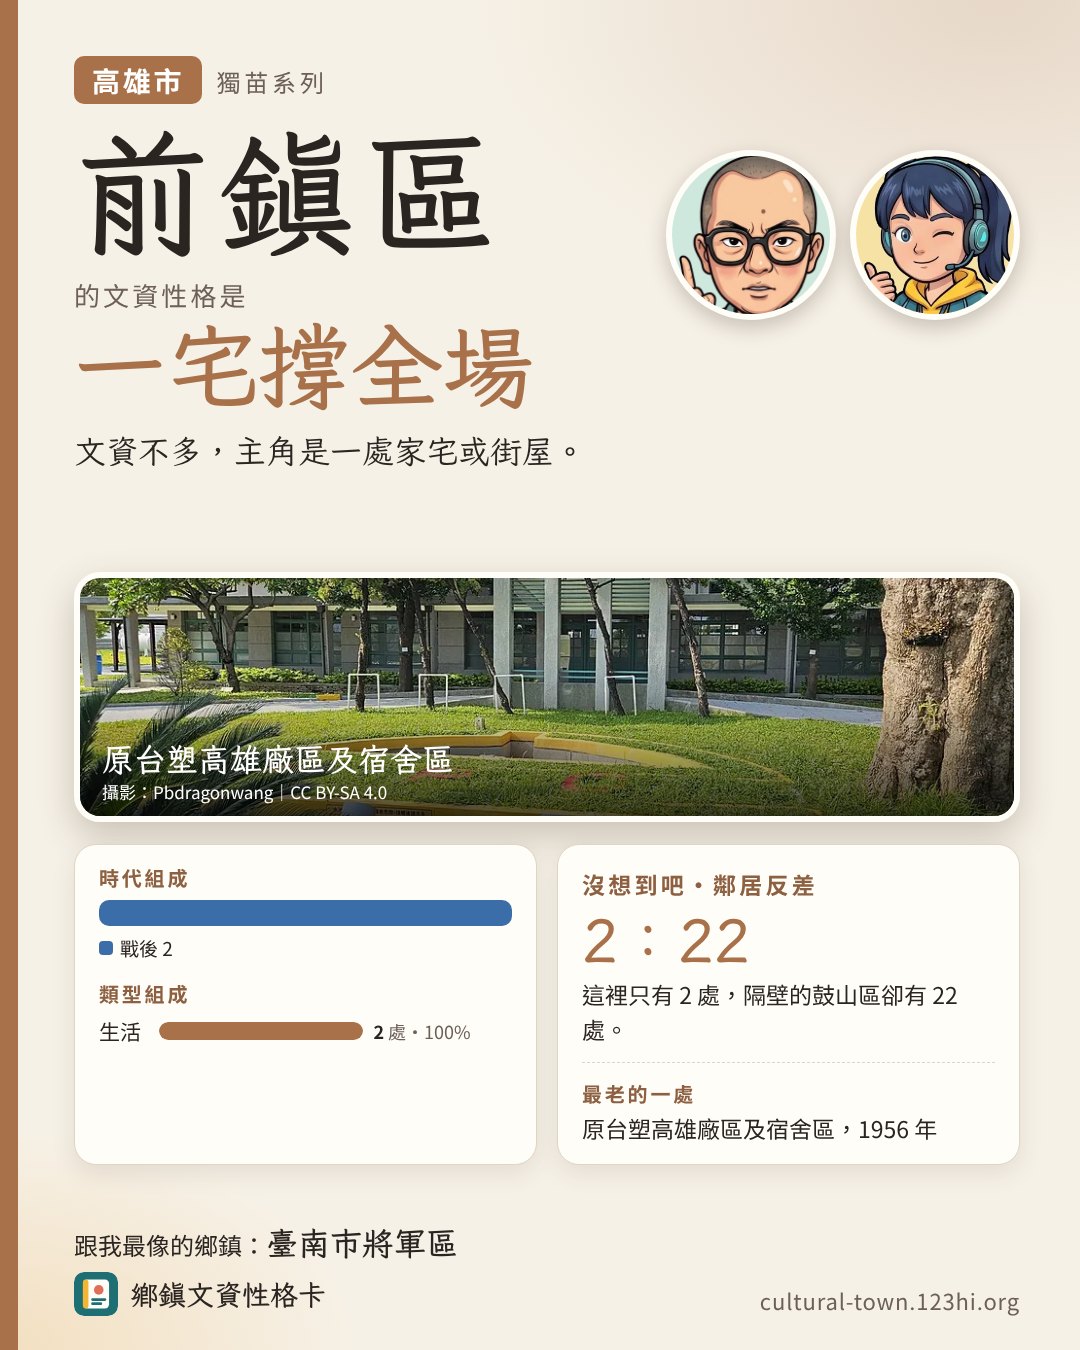 高雄市 獨苗系列
前鎮區
的文資性格是
一宅撐全場
文資不多，主角是一處家宅或街屋。
原台塑高雄廠區及宿舍區
攝影：Pbdragonwang｜CC BY-SA 4.0
時代組成
戰後 2
類型組成
生活 2 處・100%
沒想到吧・鄰居反差
2：22
這裡只有 2 處，隔壁的鼓山區卻有 22
處。
最老的一處
原台塑高雄廠區及宿舍區，1956 年
跟我最像的鄉鎮：臺南市將軍區
鄉鎮文資性格卡
cultural-town.123hi.org